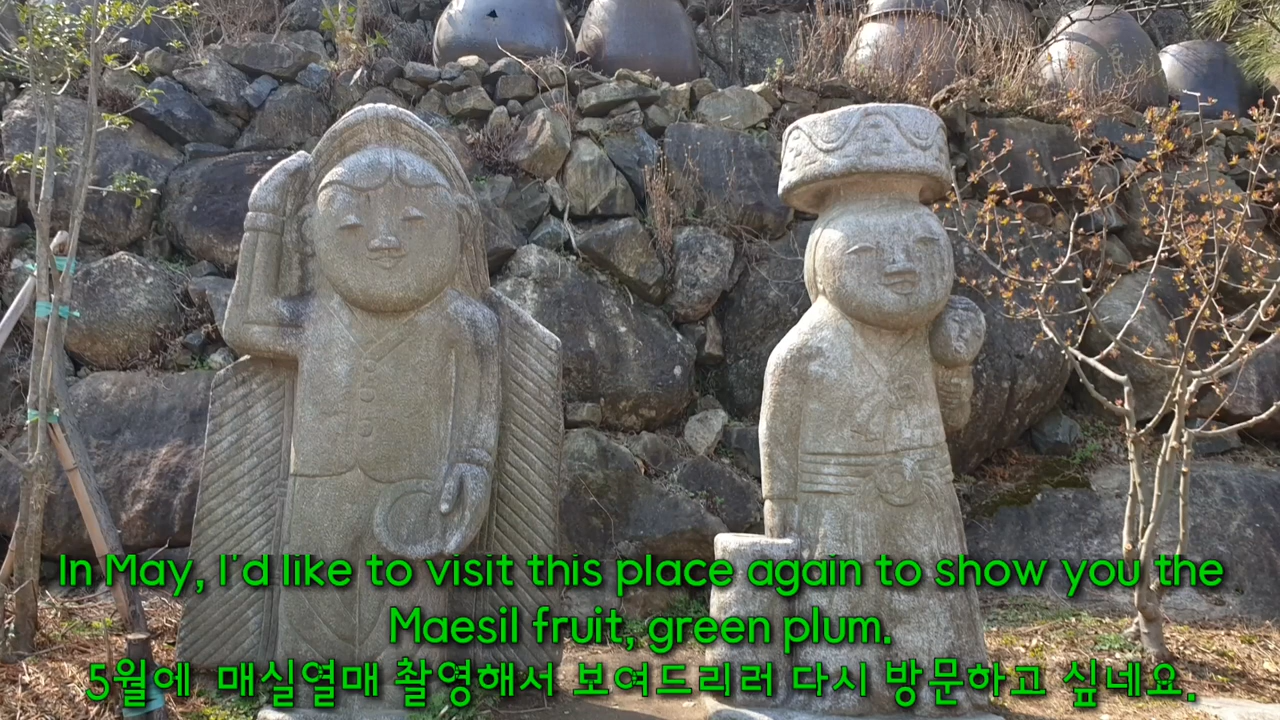 In May, I'd like to visit this place again to show you the
Maesil fruit, green plum.
5월에 매실열매 촬영해서 보여드리러 다시 방문하고 싶네요.